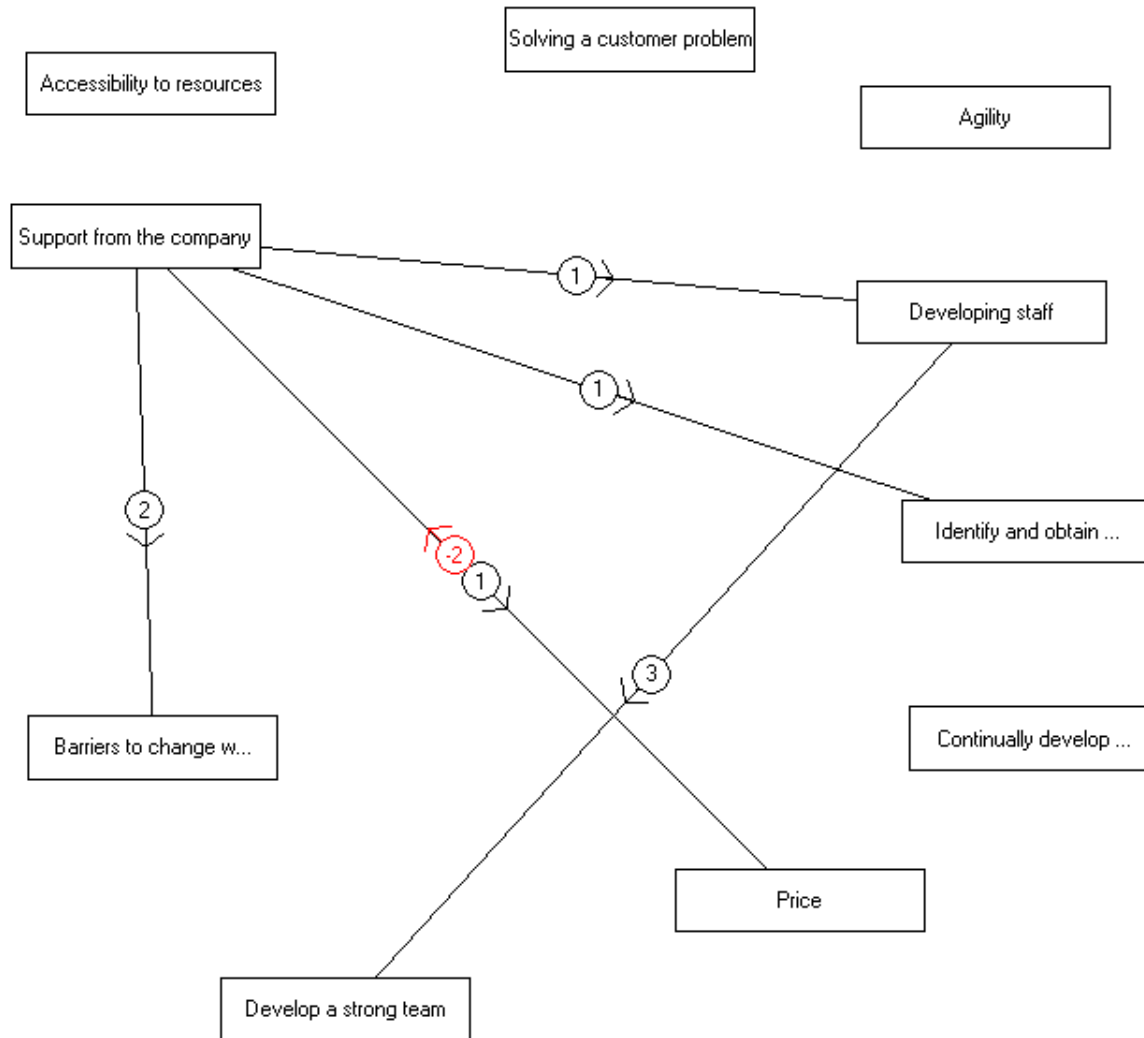 Solving a customer problem
Accessibility to resources
Agility
Support from the company
1
Developing staff
1
2
Identify and obtain ...
-2
1
3
Barriers to change w...
Continually develop ...
Price
Develop a strong team